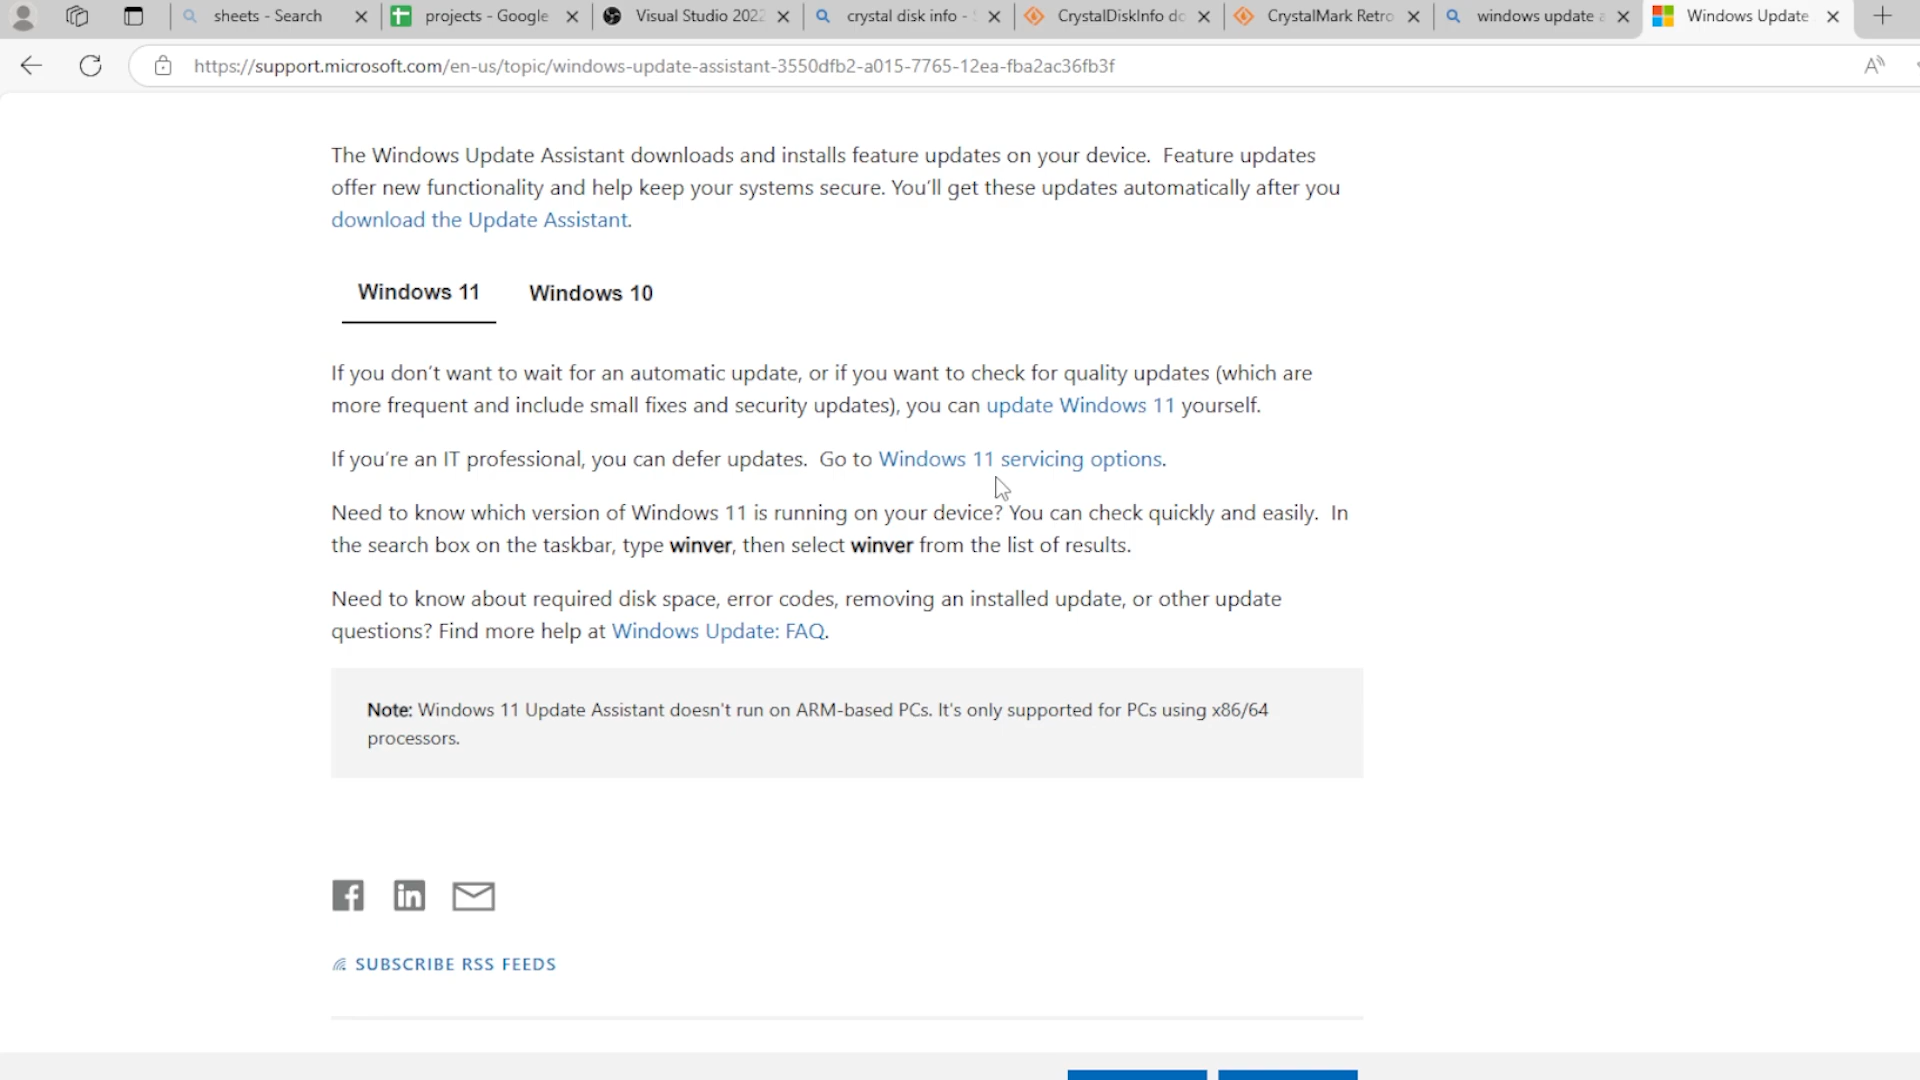 sheets - Search
projects - Google
Visual Studio 2022
crystal disk info -
CrystalDiskInfo do
CrystalMark Retro
windows update a
Windows Update
https://support.microsoft.com/en-us/topic/windows-update-assistant-3550dfb2-a015-7765-12ea-fba2ac36fb3f
The Windows Update Assistant downloads and installs feature updates on your device. Feature updates
offer new functionality and help keep your systems secure. You'll get these updates automatically after you
download the Update Assistant.
Windows 11 Windows 10
If you don't want to wait for an automatic update, or if you want to check for quality updates (which are
more frequent and include small fixes and security updates), you can update Windows 11 yourself.
If you're an IT professional, you can defer updates. Go to Windows 11 servicing options.
Need to know which version of Windows 11 is running on your device? You can check quickly and easily. In
the search box on the taskbar, type winver, then select winver from the list of results.
Need to know about required disk space, error codes, removing an installed update, or other update
questions? Find more help at Windows Update: FAQ.
Note: Windows 11 Update Assistant doesn't run on ARM-based PCs. It's only supported for PCs using x86/64
processors.
SUBSCRIBE RSS FEEDS